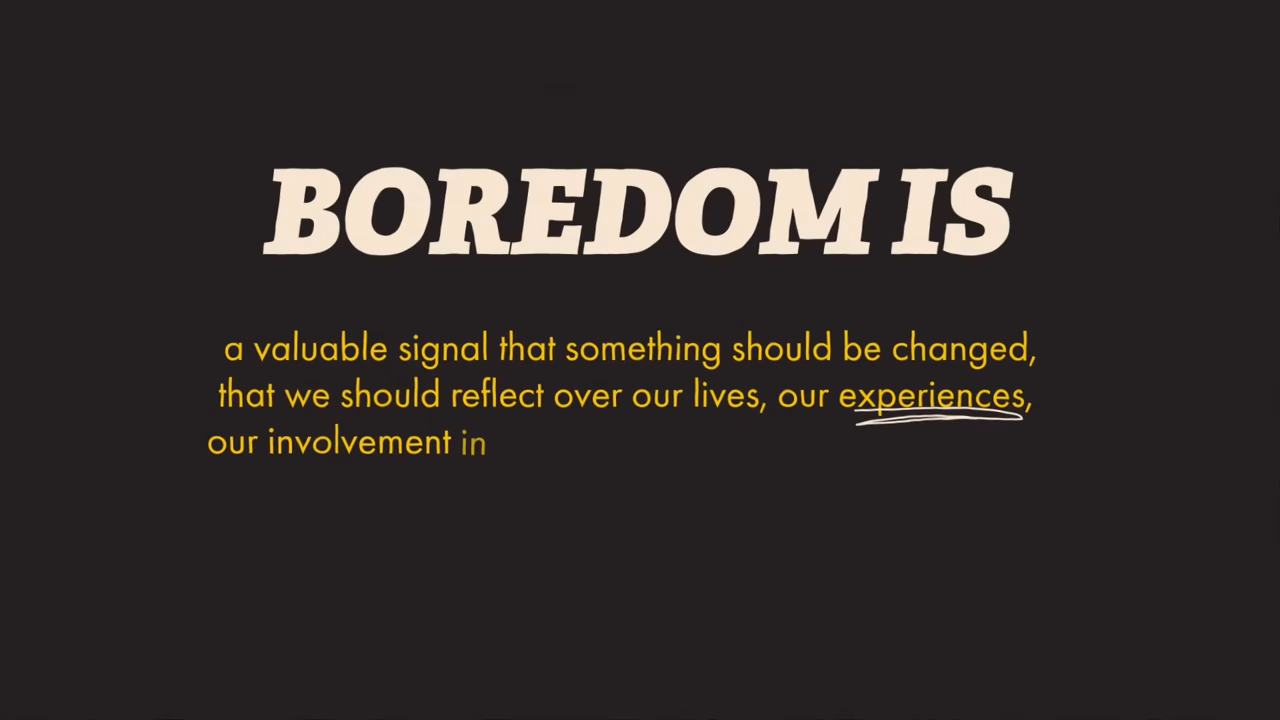 BOREDOM IS
a valuable signal that something should be changed,
that we should reflect over our lives, our experiences,
our involvement in